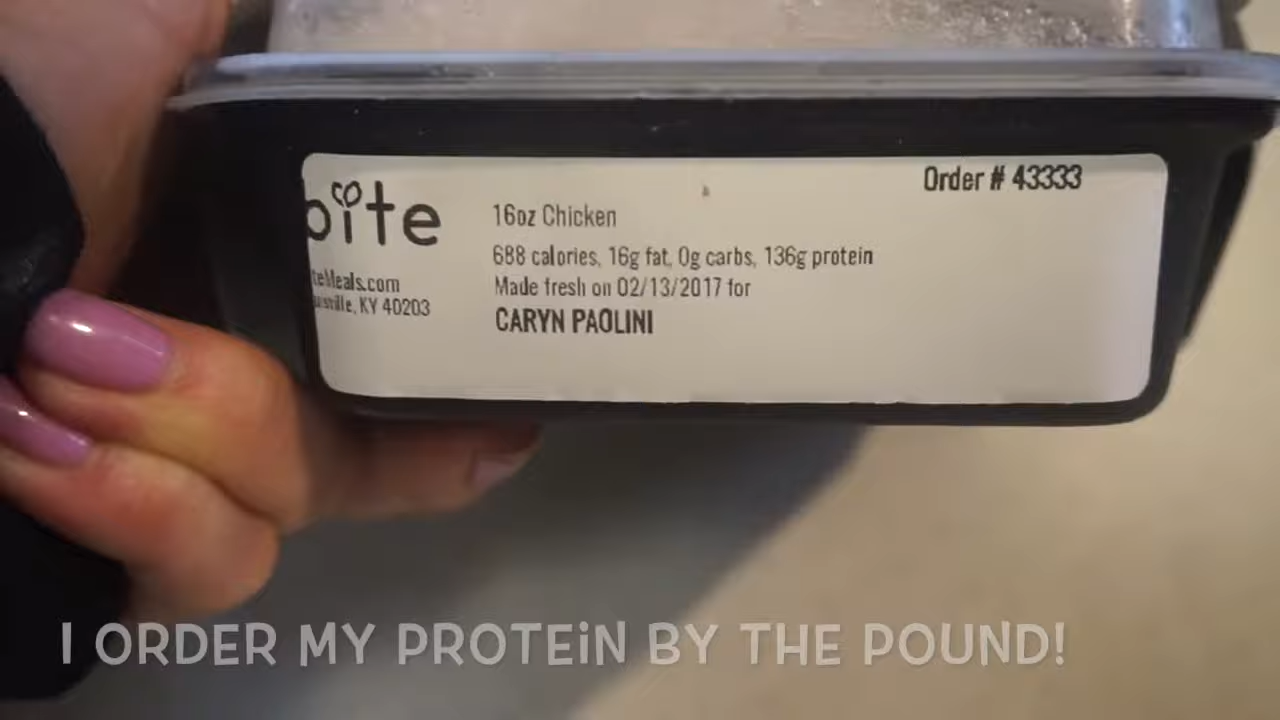 Order # 43333
bite
16oz Chicken
688 calories, 16g fat, 0g carbs, 136g protein
teMeals.com
Made fresh on 02/13/2017 for
KY 40203
CARYN PAOLINI
I ORDER MY PROTEIN BY THE POUND!